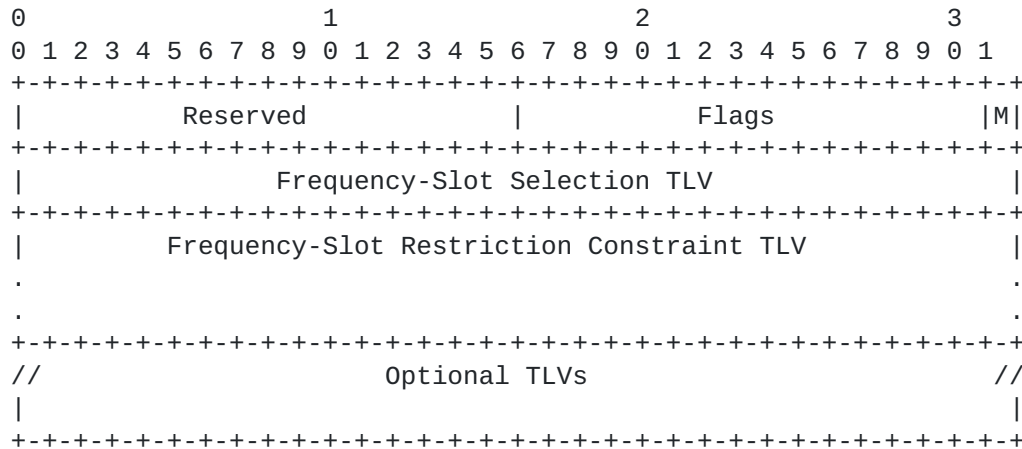 0                   1                   2                   3
0 1 2 3 4 5 6 7 8 9 0 1 2 3 4 5 6 7 8 9 0 1 2 3 4 5 6 7 8 9 0 1
+-+-+-+-+-+-+-+-+-+-+-+-+-+-+-+-+-+-+-+-+-+-+-+-+-+-+-+-+-+-+-+-+
|          Reserved             |           Flags             |M|
+-+-+-+-+-+-+-+-+-+-+-+-+-+-+-+-+-+-+-+-+-+-+-+-+-+-+-+-+-+-+-+-+
|                Frequency-Slot Selection TLV                   |
+-+-+-+-+-+-+-+-+-+-+-+-+-+-+-+-+-+-+-+-+-+-+-+-+-+-+-+-+-+-+-+-+
|         Frequency-Slot Restriction Constraint TLV             |
.                                                               .
.                                                               .
+-+-+-+-+-+-+-+-+-+-+-+-+-+-+-+-+-+-+-+-+-+-+-+-+-+-+-+-+-+-+-+-+
//                      Optional TLVs                          //
|                                                               |
+-+-+-+-+-+-+-+-+-+-+-+-+-+-+-+-+-+-+-+-+-+-+-+-+-+-+-+-+-+-+-+-+